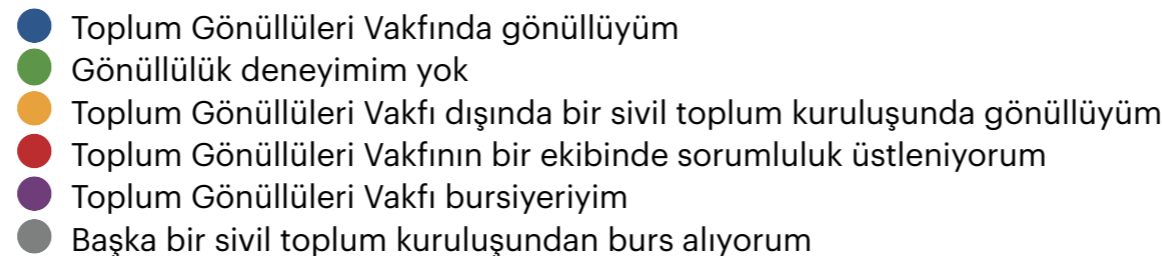 Toplum Gönüllüleri Vakfında gönüllüyüm
Gönüllülük deneyimim yok
Toplum Gönüllüleri Vakfı dışında bir sivil toplum kuruluşunda gönüllüyüm
Toplum Gönüllüleri Vakfının bir ekibinde sorumluluk üstleniyorum
Toplum Gönüllüleri Vakfı bursiyeriyim
Başka bir sivil toplum kuruluşundan burs alıyorum